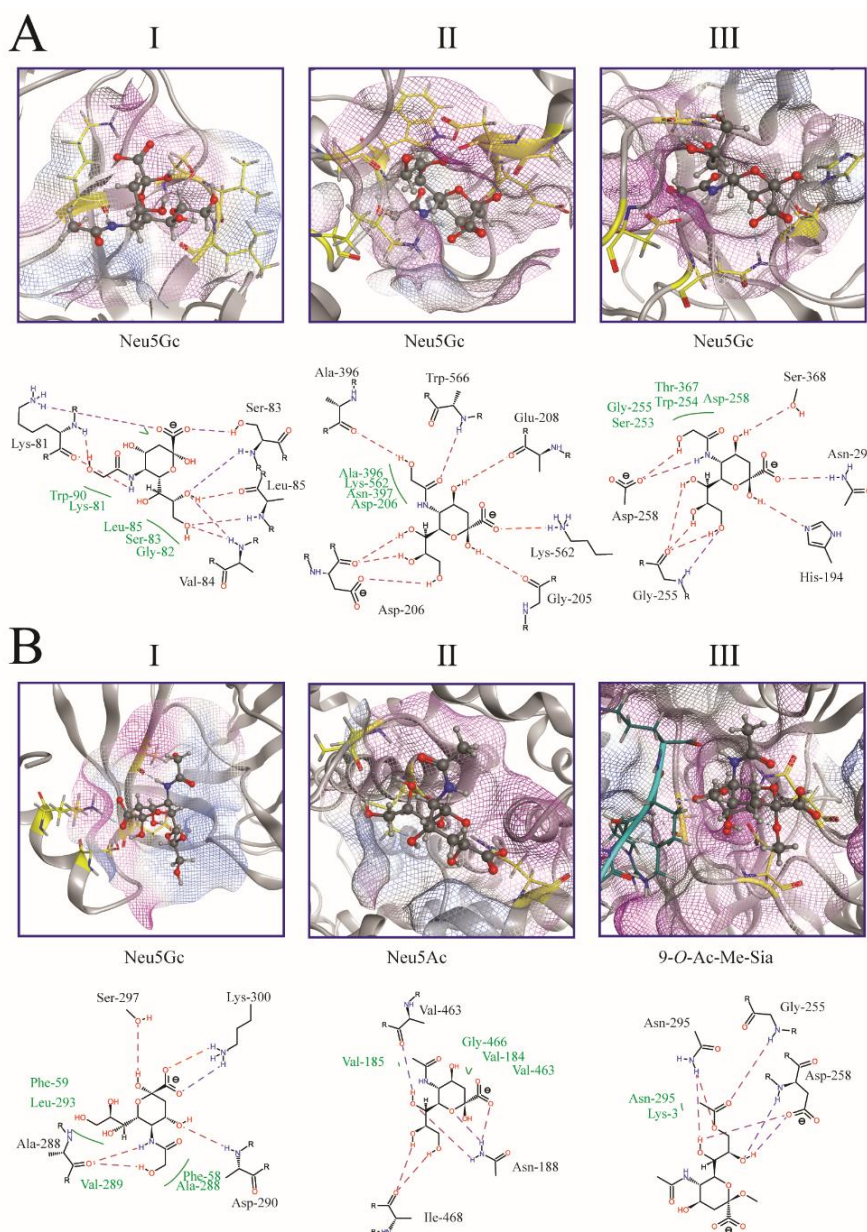 A
I
II
III
Neu5Gc
Neu5Gc
Neu5Gc
H
H N H
R
N H
Lys-81
R
O
Trp-90
Lys-81
Leu-85
Ser-83
Gly-82
Ser-83
Leu-85
Val-84
Ala-396
Trp-566
Glu-208
Ala-396
Lys-562
Asn-397
Asp-206
Lys-562
Asp-206
Gly-205
Thr-367
Gly-255
Trp-254
Asp-258
Ser-253
Ser-368
Asn-29
Asp-258
His-194
Gly-255
B
I
II
III
Neu5Gc
Neu5Ac
9-O-Ac-Me-Sia
Ser-297
Lys-300
Phe-59
Leu-293
Ala-288
Val-289
Phe-58
Ala-288
Asp-290
Val-463
Val-185
Gly-466
Val-184
Val-463
Asn-188
Ile-468
Gly-255
Asn-295
Asp-258
Asn-295
Lys-3